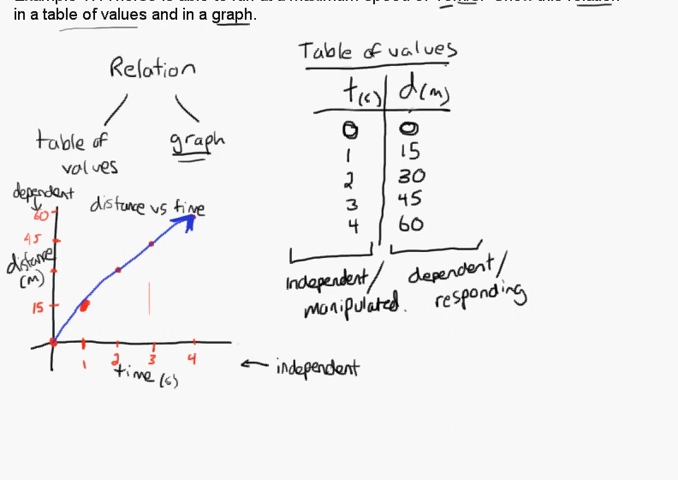 in a table of values and in a graph.
Relation
table of values
graph
Table of values
t(s) d(m)
0 0
1 15
2 30
3 45
4 60
independent/ manipulated.
dependent/ responding
dependent
distance vs time
60
45
distance (m)
15
1 2 3 4
time (s)
independent